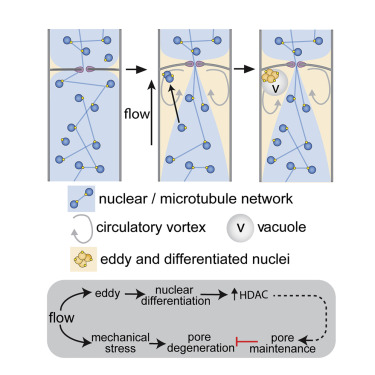 flow
V
nuclear / microtubule network
circulatory vortex
V
vacuole
eddy and differentiated nuclei
flow
eddy
nuclear
differentiation
↑ HDAC
mechanical
stress
pore
degeneration
pore
maintenance